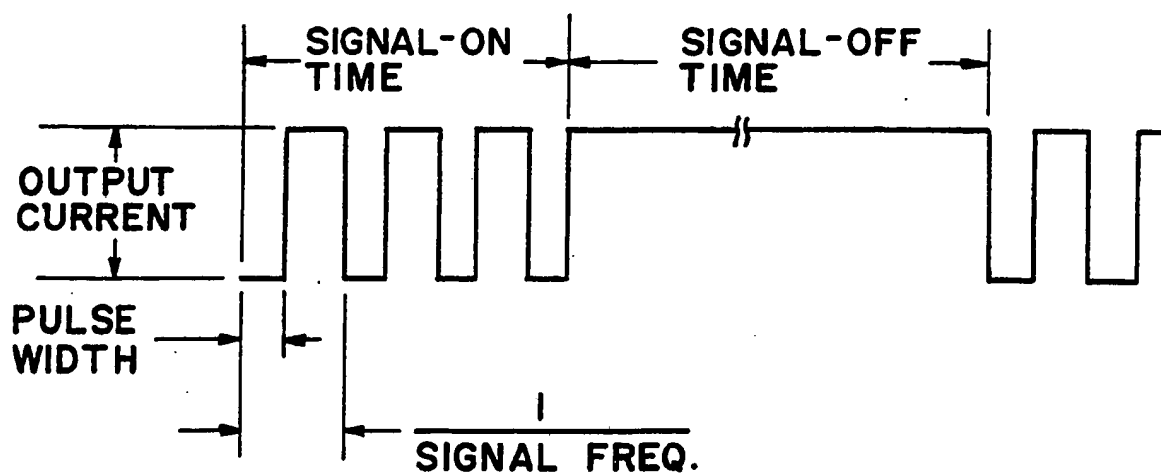 SIGNAL-ON
TIME
SIGNAL-OFF
TIME
OUTPUT
CURRENT
PULSE
WIDTH
1
SIGNAL FREQ.